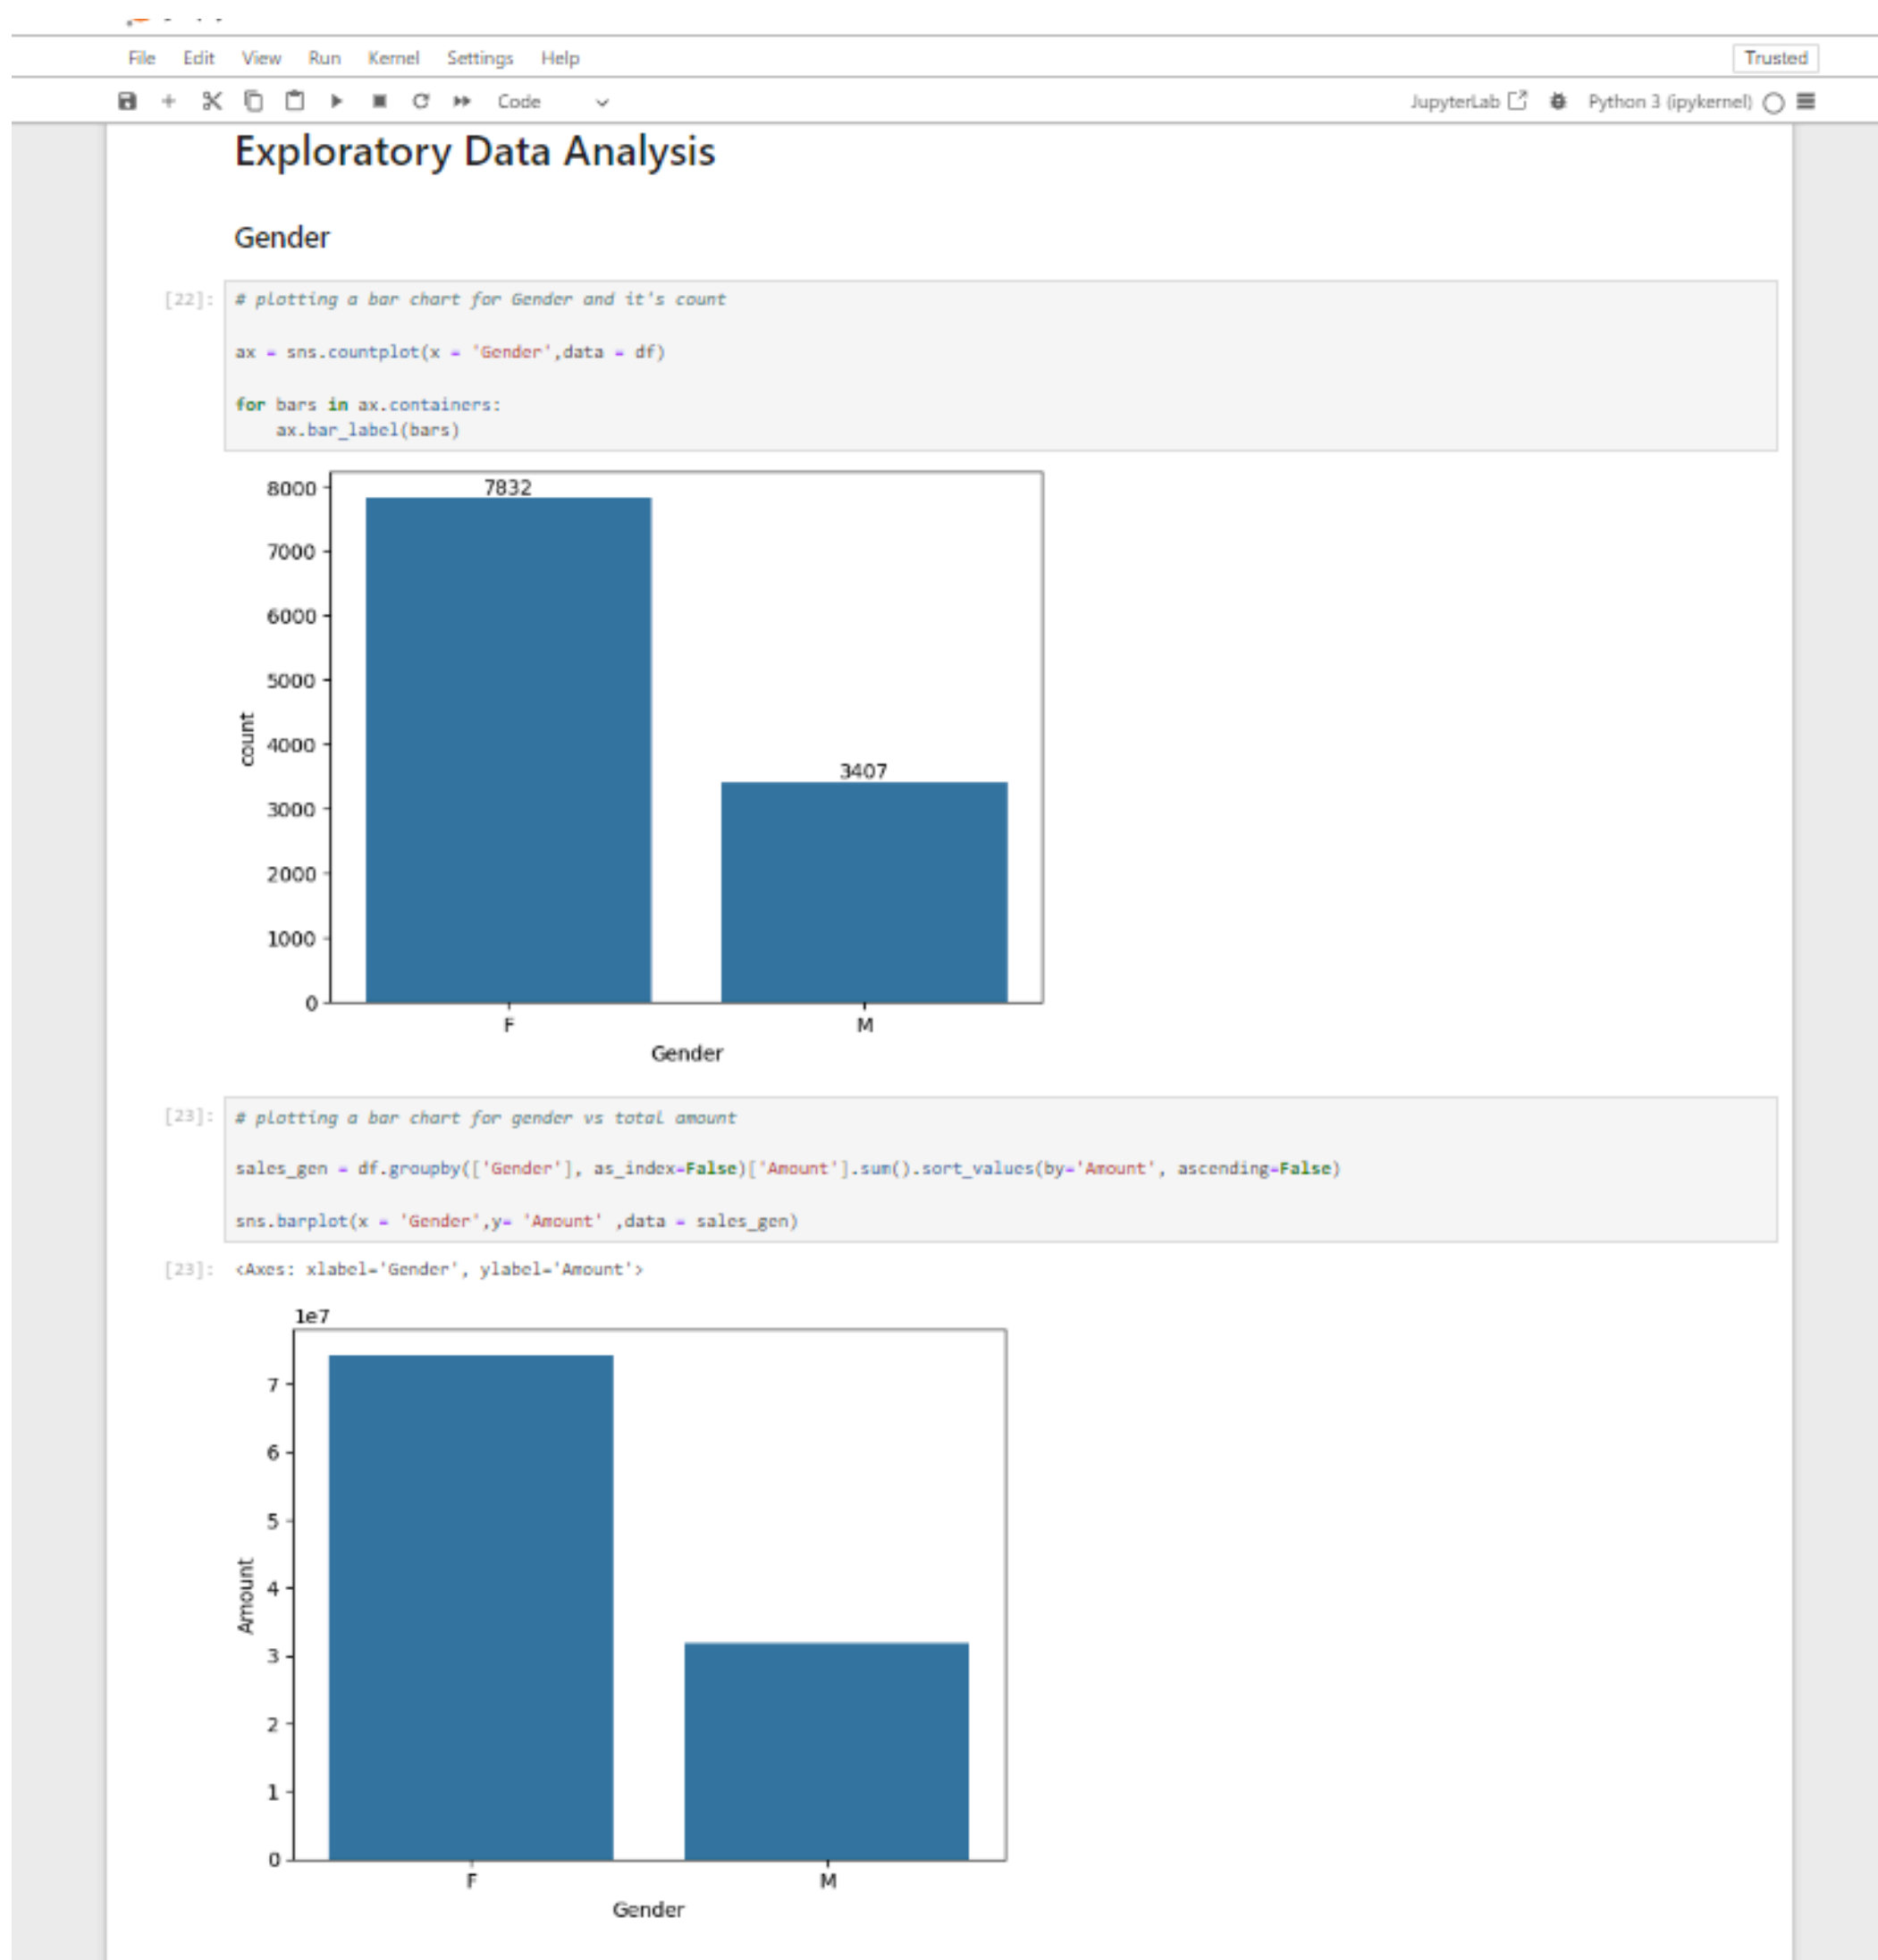 File Edit View Run Kernel Settings Help Trusted
Code JupyterLab Python 3 (ipykernel)
Exploratory Data Analysis
Gender
[22]: # plotting a bar chart for Gender and it's count
ax = sns.countplot(x = 'Gender',data = df)
for bars in ax.containers:
    ax.bar_label(bars)
8000
7832
7000
6000
5000
count
4000
3407
3000
2000
1000
0
F M
Gender
[23]: # plotting a bar chart for gender vs total amount
sales_gen = df.groupby(['Gender'], as_index=False)['Amount'].sum().sort_values(by='Amount', ascending=False)
sns.barplot(x = 'Gender',y= 'Amount' ,data = sales_gen)
[23]: <Axes: xlabel='Gender', ylabel='Amount'>
1e7
7
6
5
Amount
4
3
2
1
0
F M
Gender